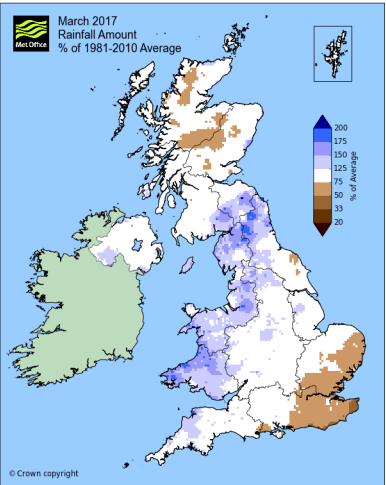 Met Office
March 2017
Rainfall Amount
% of 1981-2010 Average
200
175
150
125
75
50
33
20
% of Average
© Crown copyright